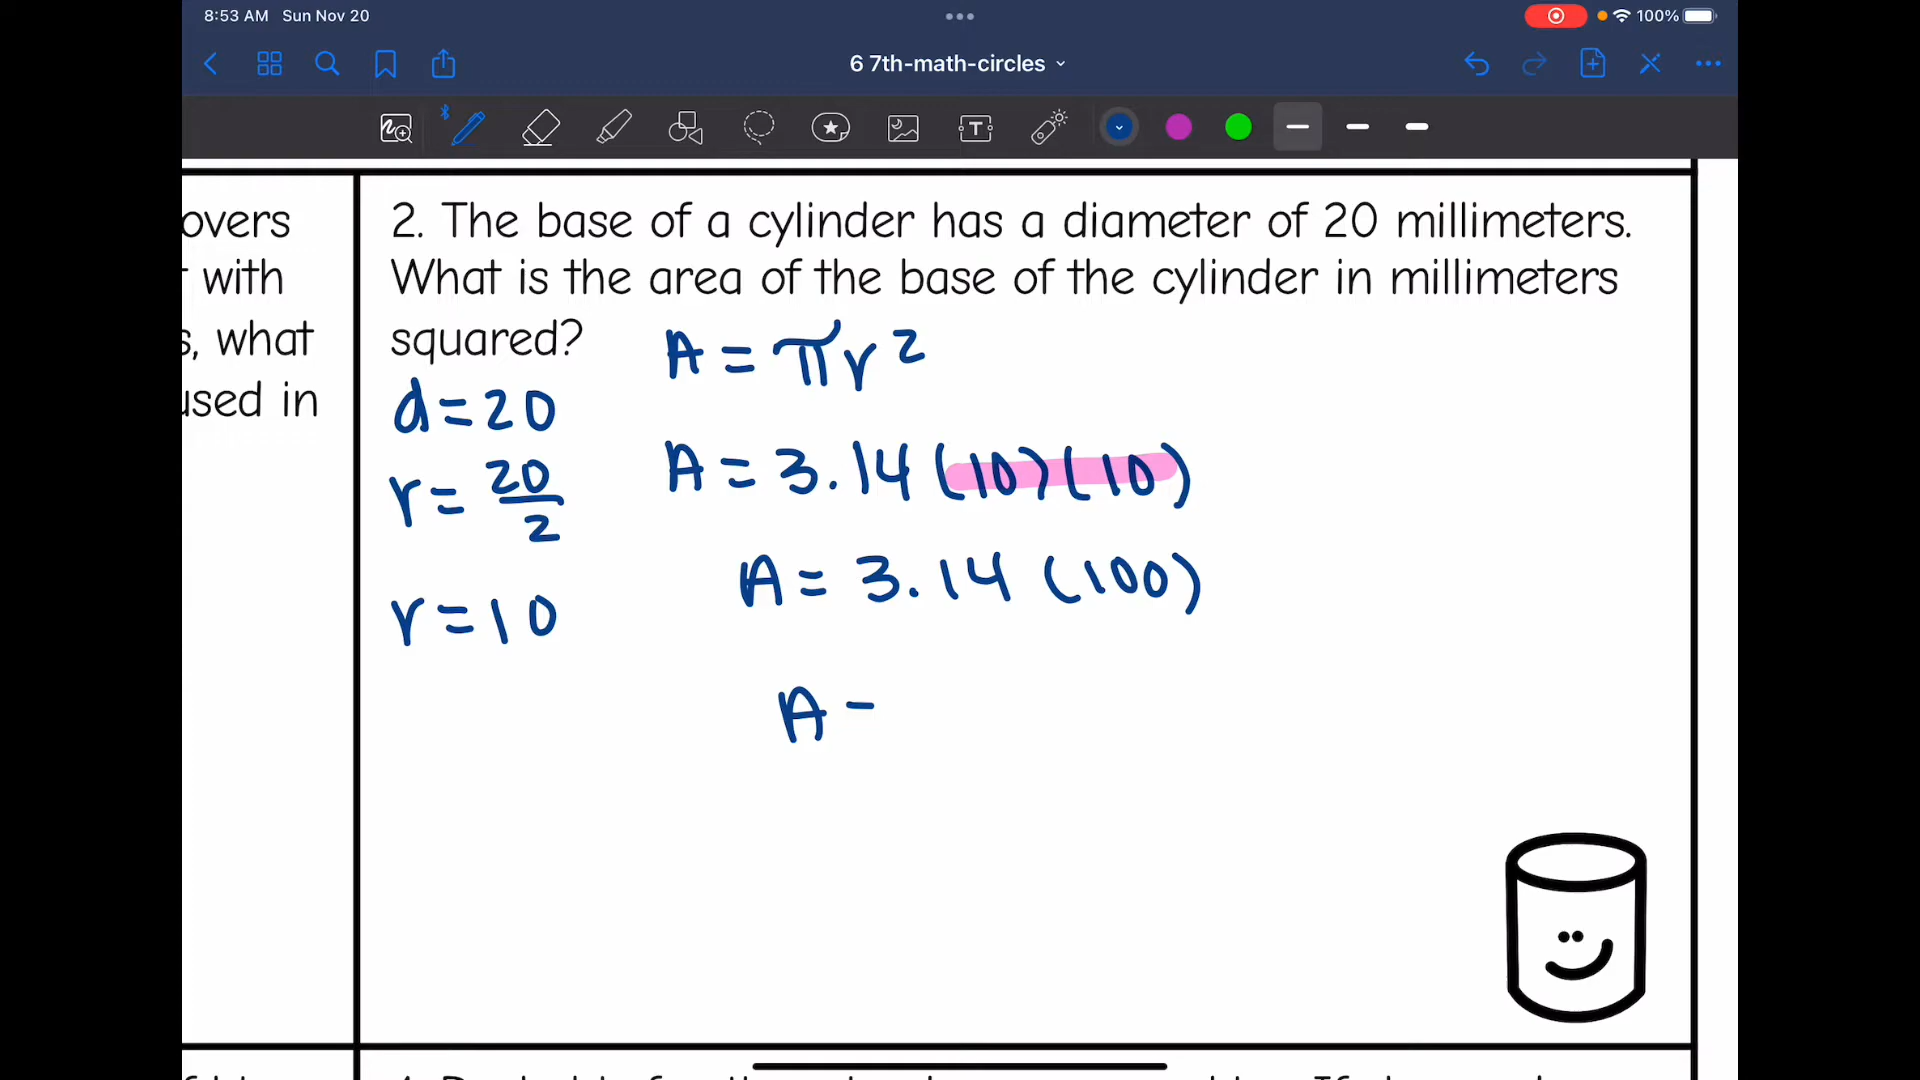 8:53 AM Sun Nov 20
100%
6 7th-math-circles
T
overs
with
s, what
used in
2. The base of a cylinder has a diameter of 20 millimeters.
What is the area of the base of the cylinder in millimeters
squared?
A = πr²
d = 20
A = 3.14 (10)(10)
r = 20/2
A = 3.14 (100)
r = 10
A -